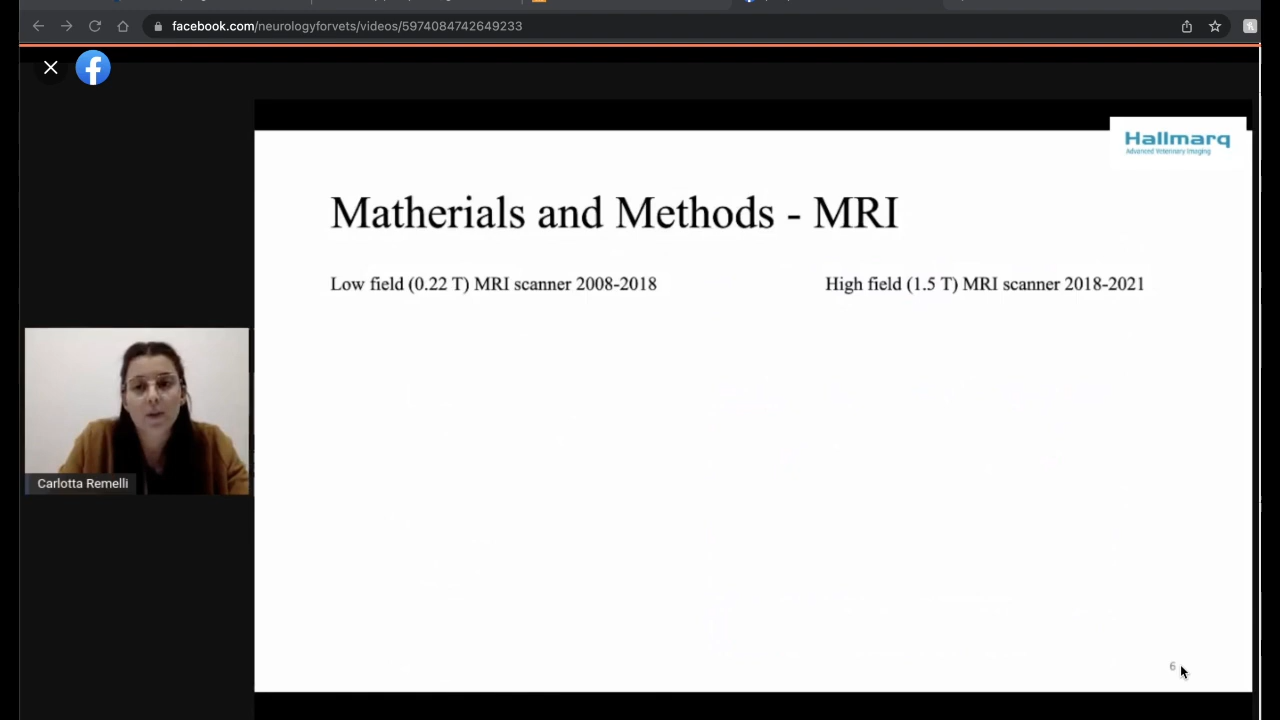 facebook.com/neurologyforvets/videos/5974084742649233
Hallmarq
Advanced Veterinary Imaging
Matherials and Methods - MRI
Low field (0.22 T) MRI scanner 2008-2018
High field (1.5 T) MRI scanner 2018-2021
Carlotta Remelli
6